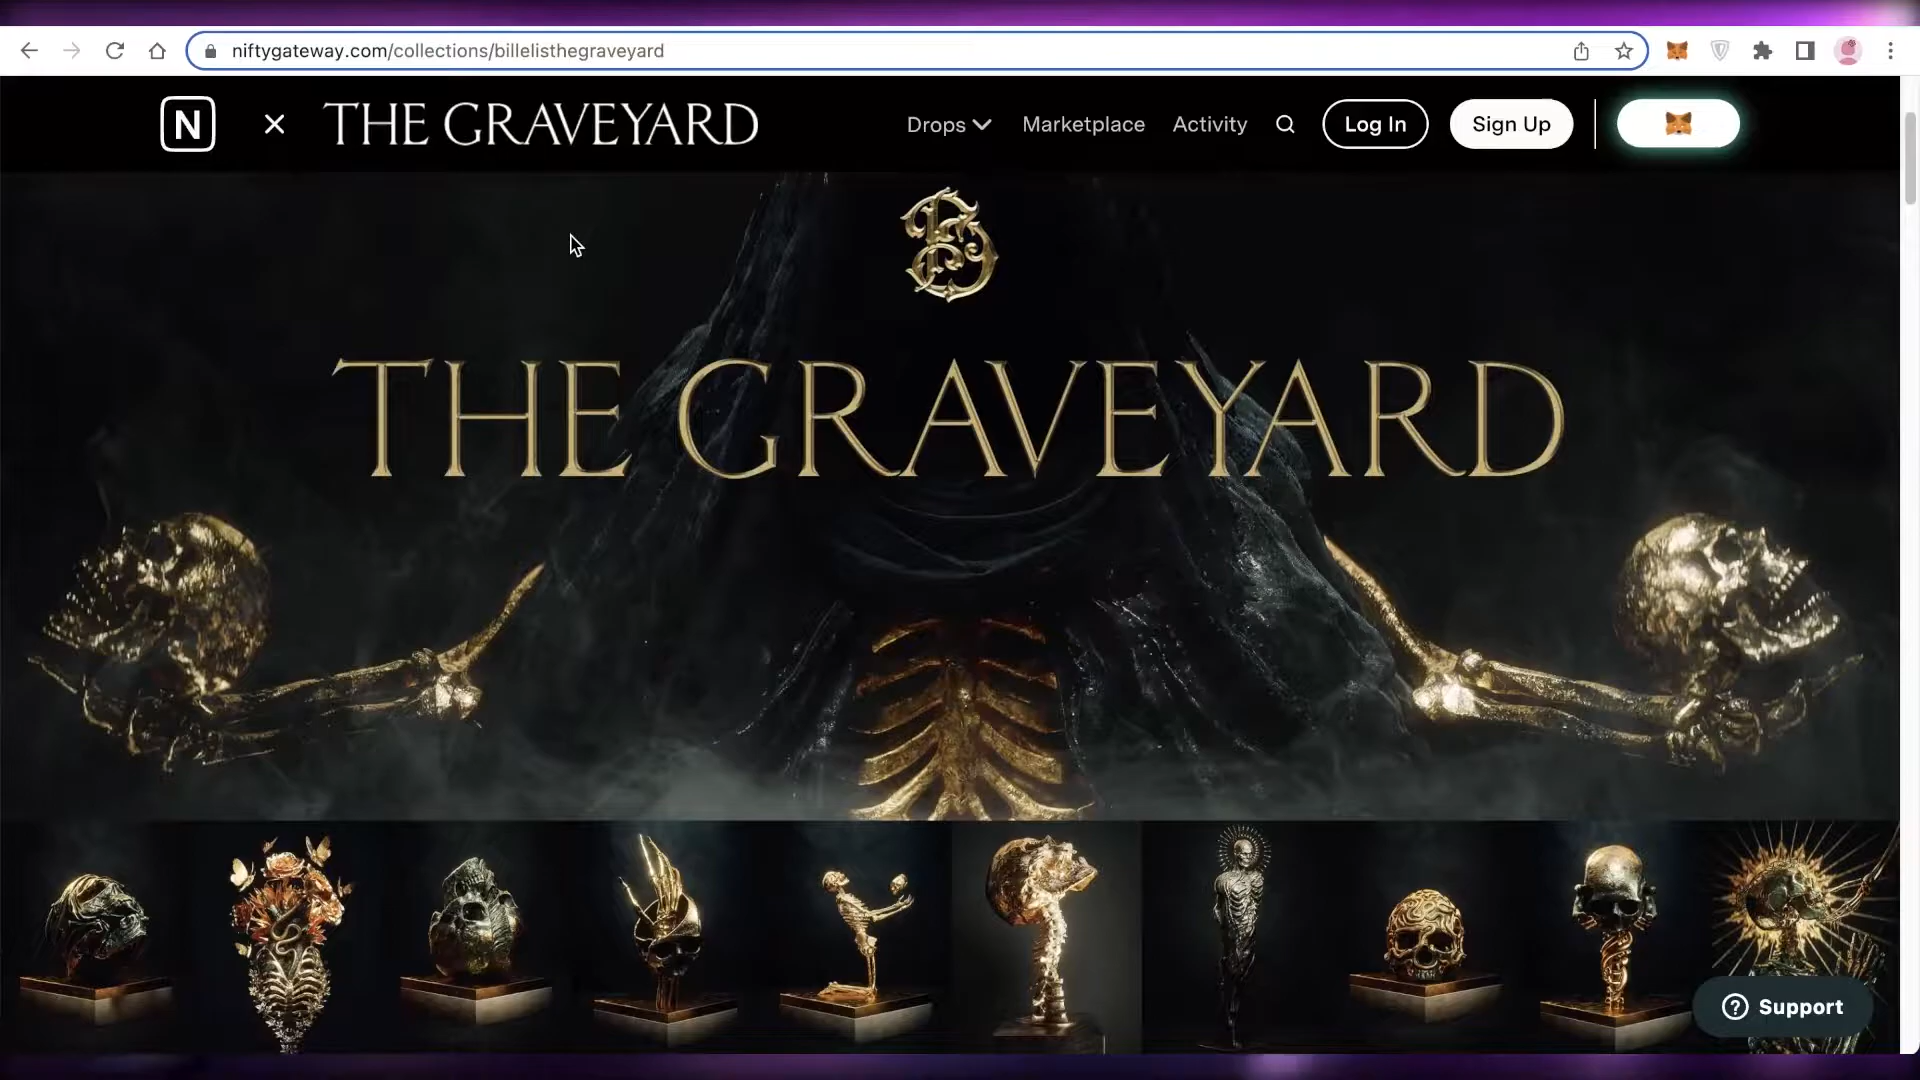 niftygateway.com/collections/billelisthegraveyard
N
THE GRAVEYARD
Drops
Marketplace
Activity
Log In
Sign Up
B
THE GRAVEYARD
Support